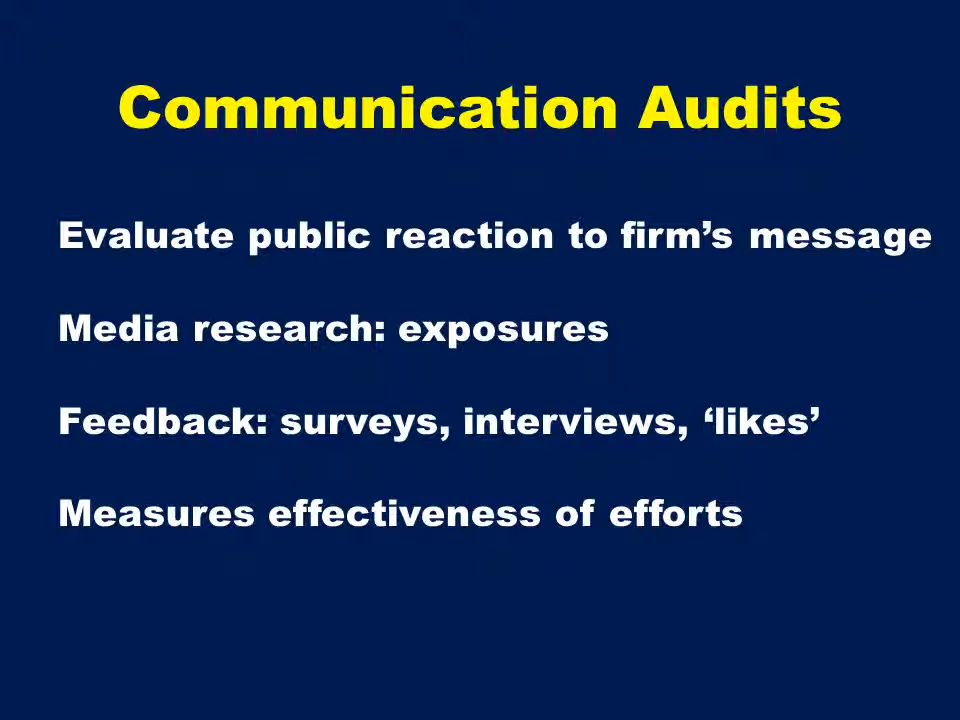 Communication Audits
Evaluate public reaction to firm’s message
Media research: exposures
Feedback: surveys, interviews, ‘likes’
Measures effectiveness of efforts